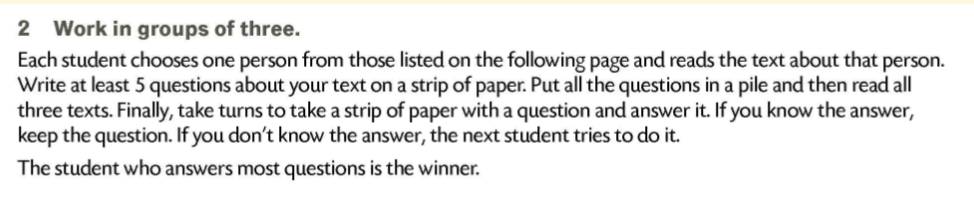 2 Work in groups of three.
Each student chooses one person from those listed on the following page and reads the text about that person.
Write at least 5 questions about your text on a strip of paper. Put all the questions in a pile and then read all
three texts. Finally, take turns to take a strip of paper with a question and answer it. If you know the answer,
keep the question. If you don't know the answer, the next student tries to do it.
The student who answers most questions is the winner.